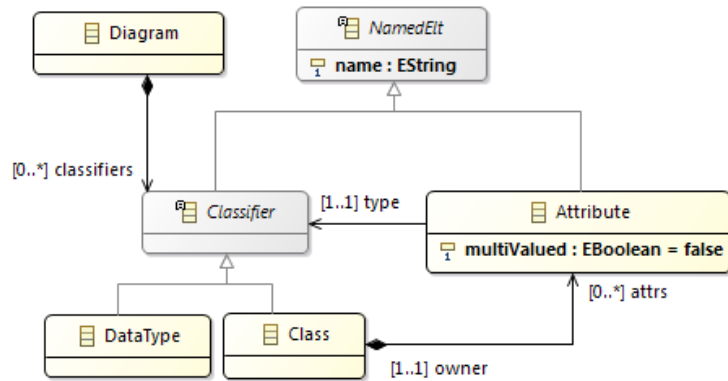 Diagram
NamedElt
name : EString
[0..*] classifiers
Classifier
[1..1] type
Attribute
multiValued : EBoolean = false
[0..*] attrs
DataType
Class
[1..1] owner